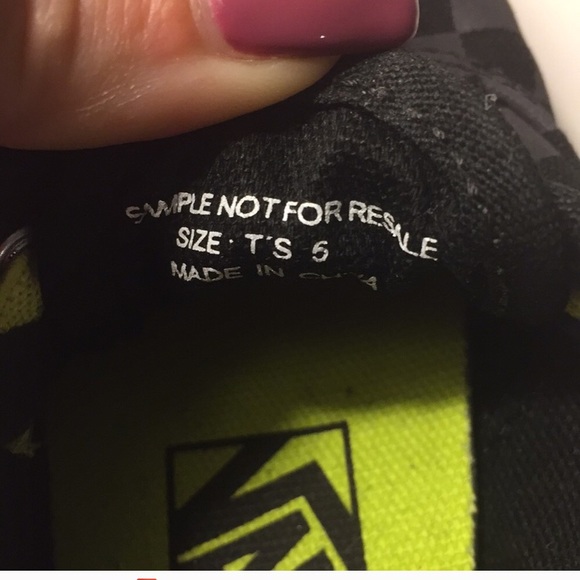 SAMPLE NOT FOR RESALE
SIZE: T'S 6
MADE IN CHINA